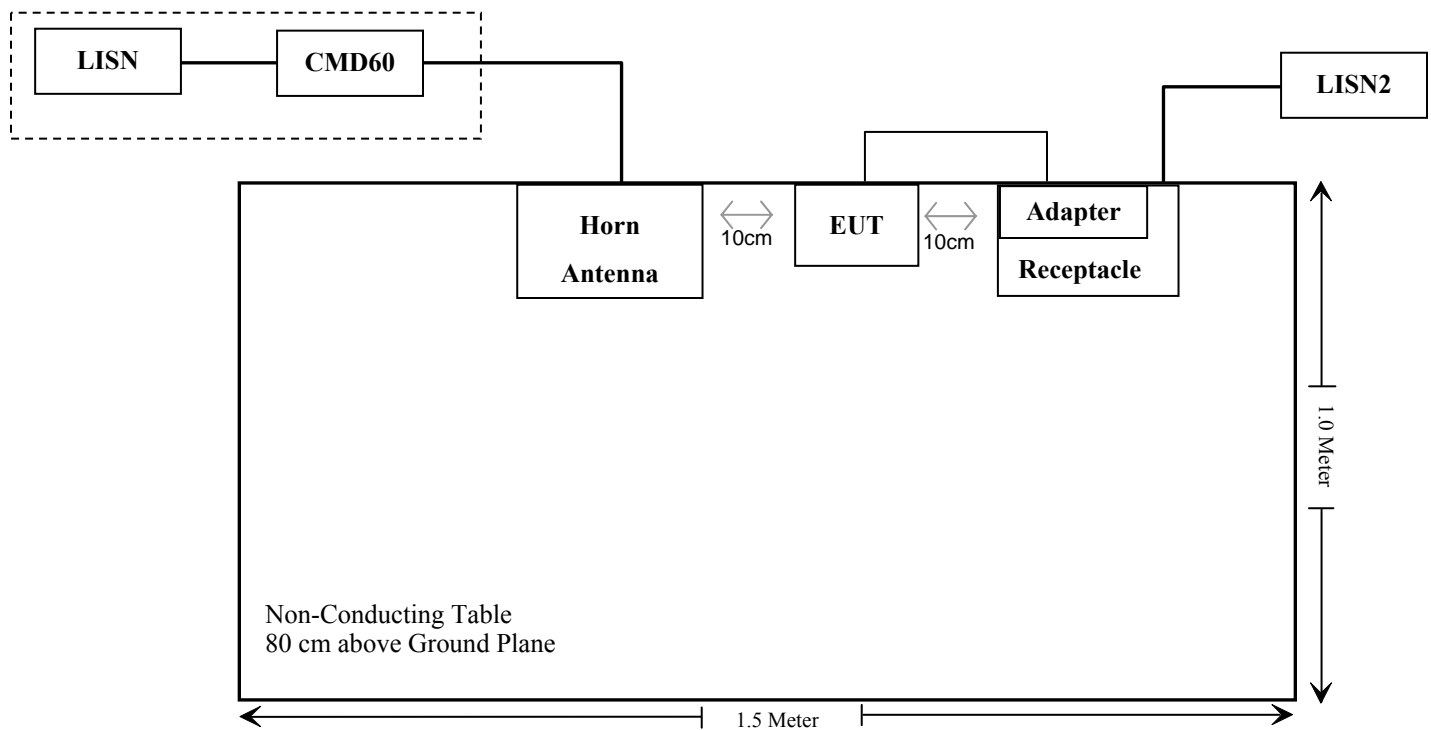 LISN
CMD60
LISN2
Horn
Antenna
10cm
EUT
10cm
Adapter
Receptacle
1.0 Meter
Non-Conducting Table
80 cm above Ground Plane
1.5 Meter